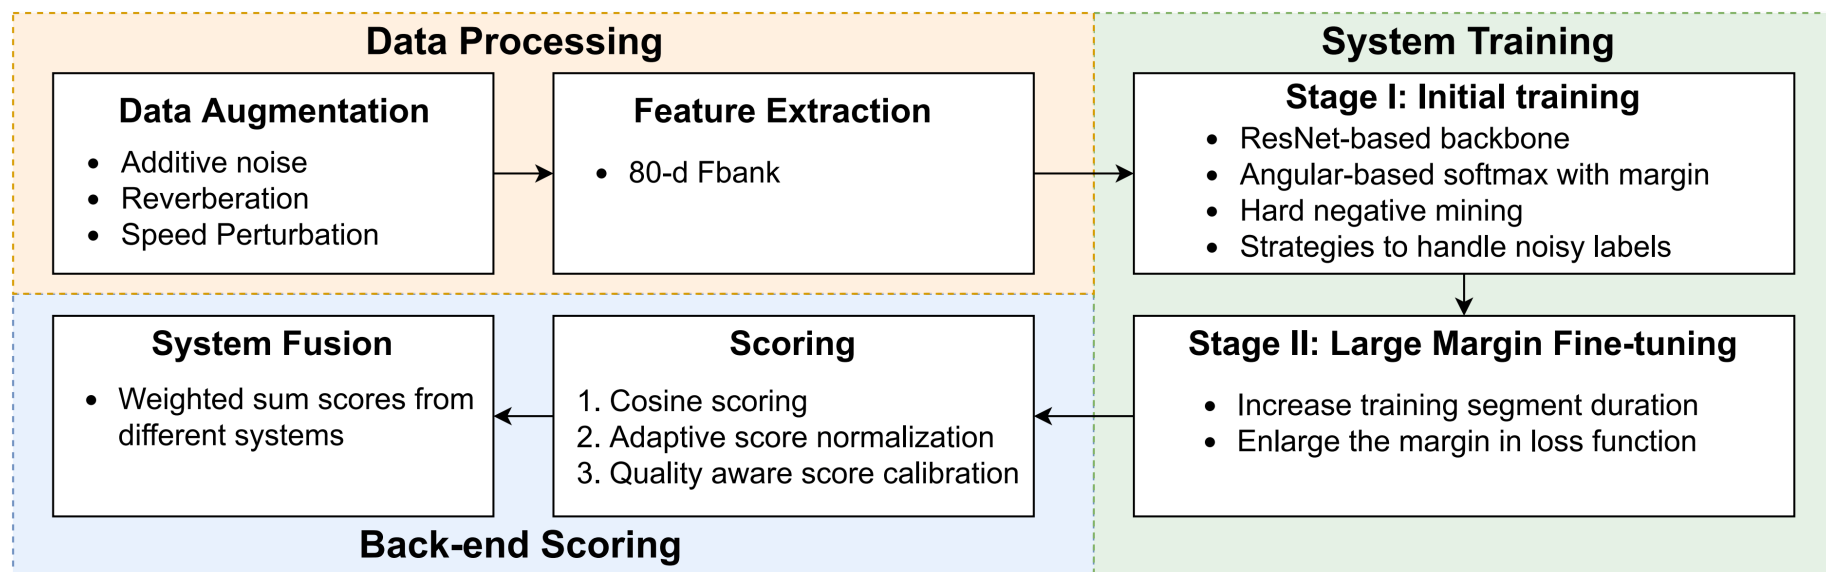 Data Processing
Data Augmentation
• Additive noise
• Reverberation
• Speed Perturbation
Feature Extraction
• 80-d Fbank
System Training
Stage I: Initial training
• ResNet-based backbone
• Angular-based softmax with margin
• Hard negative mining
• Strategies to handle noisy labels
Stage II: Large Margin Fine-tuning
• Increase training segment duration
• Enlarge the margin in loss function
Scoring
1. Cosine scoring
2. Adaptive score normalization
3. Quality aware score calibration
System Fusion
• Weighted sum scores from
different systems
Back-end Scoring